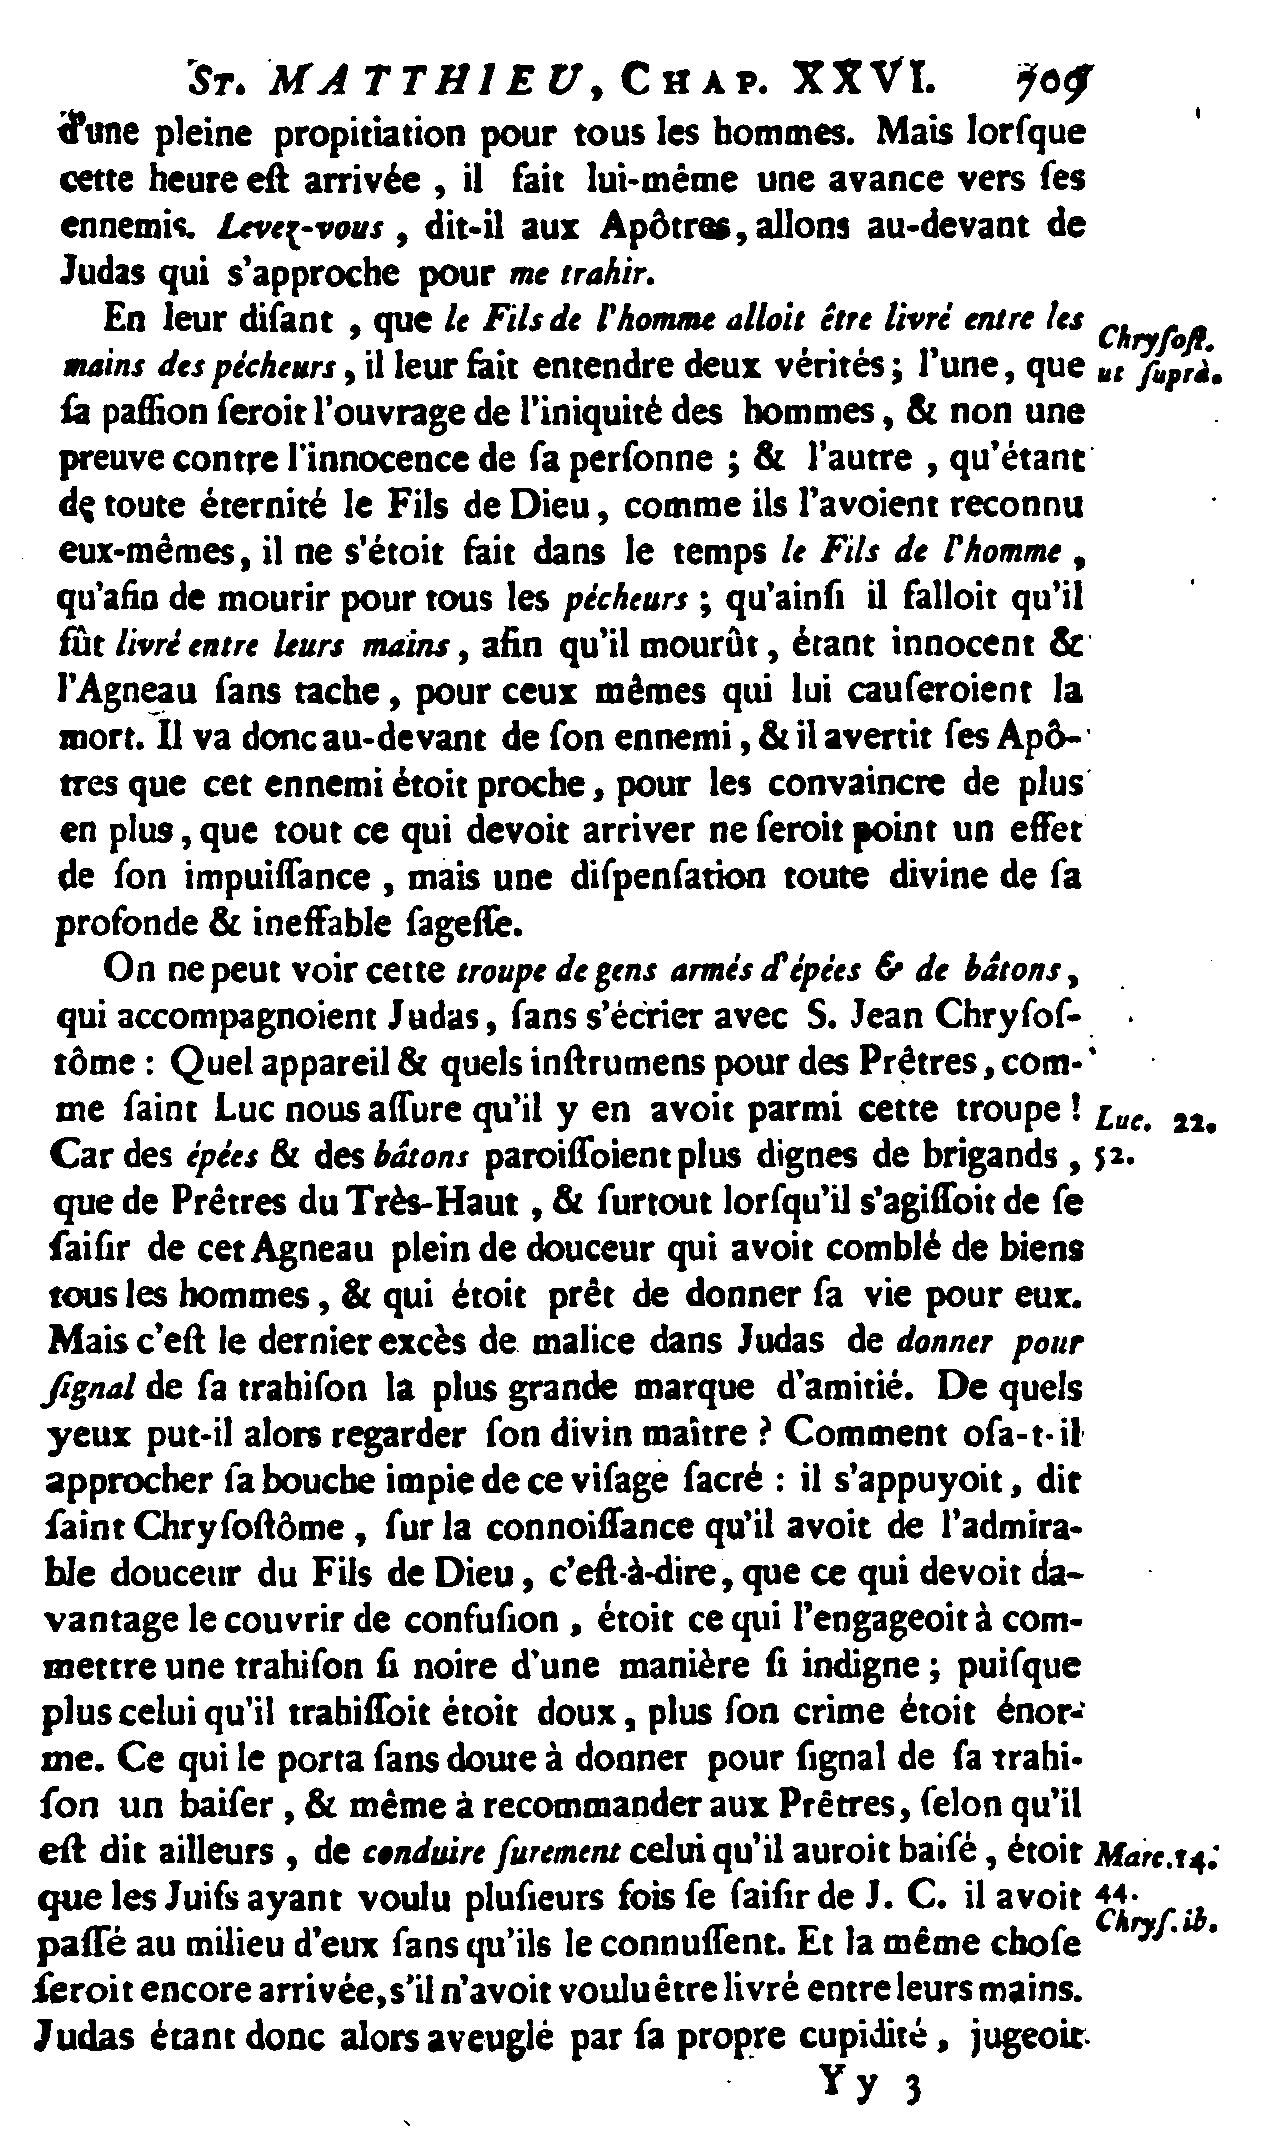 ST. MATTHIEU, CHAP. XXVI. 709
d'une pleine propitiation pour tous les hommes. Mais lorſque
cette heure eſt arrivée , il fait lui-même une avance vers ſes
ennemis. Levez-vous , dit-il aux Apôtres, allons au-devant de
Judas qui s'approche pour me trahir.
En leur diſant , que le Fils de l'homme alloit être livré entre les
Chryſoſt.
mains des pécheurs, il leur fait entendre deux vérités; l'une, que
ut ſuprà.
ſa paſſion ſeroit l'ouvrage de l'iniquité des hommes, & non une
preuve contre l'innocence de ſa perſonne ; & l'autre , qu'étant
de toute éternité le Fils de Dieu, comme ils l'avoient reconnu
eux-mêmes, il ne s'étoit fait dans le temps le Fils de l'homme ,
qu'afin de mourir pour tous les pécheurs ; qu'ainſi il falloit qu'il
fût livré entre leurs mains, afin qu'il mourût, étant innocent &
l'Agneau ſans tache, pour ceux mêmes qui lui cauſeroient la
mort. Il va donc au-devant de ſon ennemi, & il avertit ſes Apô-
tres que cet ennemi étoit proche, pour les convaincre de plus
en plus, que tout ce qui devoit arriver ne ſeroit point un effet
de ſon impuiſſance , mais une diſpenſation toute divine de ſa
profonde & ineffable ſageſſe.
On ne peut voir cette troupe de gens armés d'épées & de bâtons,
qui accompagnoient Judas, ſans s'écrier avec S. Jean Chryſoſ-
tôme : Quel appareil & quels inſtrumens pour des Prêtres, com-
me ſaint Luc nous aſſure qu'il y en avoit parmi cette troupe !
Luc. 22.
Car des épées & des bâtons paroiſſoient plus dignes de brigands ,
52.
que de Prêtres du Très-Haut , & ſurtout lorſqu'il s'agiſſoit de ſe
ſaiſir de cet Agneau plein de douceur qui avoit comblé de biens
tous les hommes, & qui étoit prêt de donner ſa vie pour eux.
Mais c'eſt le dernier excès de malice dans Judas de donner pour
ſignal de ſa trahiſon la plus grande marque d'amitié. De quels
yeux put-il alors regarder ſon divin maître ? Comment oſa-t-il
approcher ſa bouche impie de ce viſage ſacré : il s'appuyoit, dit
ſaint Chryſoſtôme , ſur la connoiſſance qu'il avoit de l'admira-
ble douceur du Fils de Dieu, c'eſt-à-dire, que ce qui devoit da-
vantage le couvrir de confuſion , étoit ce qui l'engageoit à com-
mettre une trahiſon ſi noire d'une manière ſi indigne; puiſque
plus celui qu'il trahiſſoit étoit doux, plus ſon crime étoit énor-
me. Ce qui le porta ſans doute à donner pour ſignal de ſa trahi-
ſon un baiſer , & même à recommander aux Prêtres, ſelon qu'il
eſt dit ailleurs , de conduire ſurement celui qu'il auroit baiſé, étoit
Marc. 14.
que les Juifs ayant voulu pluſieurs fois ſe ſaiſir de J. C. il avoit
44.
Chryſ. ib.
paſſé au milieu d'eux ſans qu'ils le connuſſent. Et la même choſe
ſeroit encore arrivée, s'il n'avoit voulu être livré entre leurs mains.
Judas étant donc alors aveuglé par ſa propre cupidité, jugeoit
Y y 3